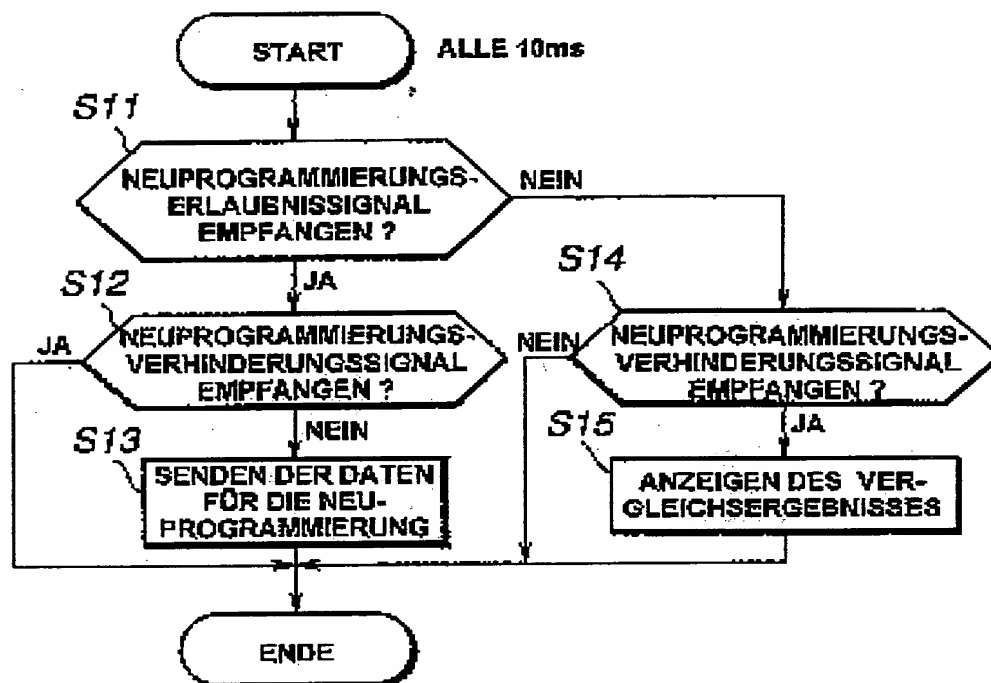 START
ALLE 10ms
S11
NEUPROGRAMMIERUNGS-
ERLAUBNISSIGNAL
EMPFANGEN ?
NEIN
JA
S12
NEUPROGRAMMIERUNGS-
VERHINDERUNGSSIGNAL
EMPFANGEN ?
JA
NEIN
S14
NEUPROGRAMMIERUNGS-
VERHINDERUNGSSIGNAL
EMPFANGEN ?
NEIN
JA
S13
SENDEN DER DATEN
FÜR DIE NEU-
PROGRAMMIERUNG
S15
ANZEIGEN DES VER-
GLEICHSERGEBNISSES
ENDE